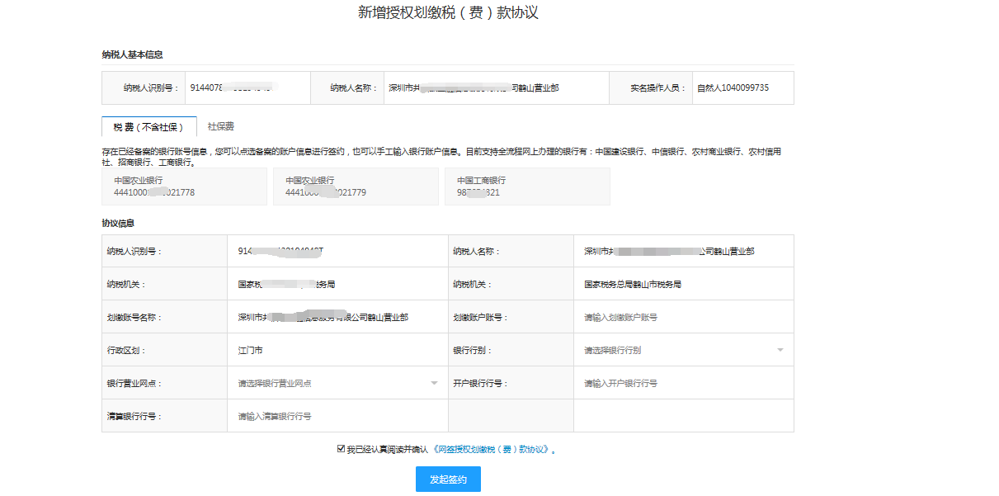 新增授权划缴税（费）款协议
纳税人基本信息
纳税人识别号： 9144078 纳税人名称： 深圳市 司鹤山营业部 实名操作人员： 自然人1040099735
税 费（不含社保） 社保费
存在已经备案的银行账号信息，您可以点选备案的账户信息进行签约，也可以手工输入银行账户信息。目前支持全流程网上办理的银行有：中国建设银行、中信银行、农村商业银行、农村信用
社、招商银行、工商银行。
中国农业银行 中国农业银行 中国工商银行
4441000 021778 444100 021779 98 321
协议信息
纳税人识别号： 914 纳税人名称： 深圳市 公司鹤山营业部
纳税机关： 国家税 税务局 纳税机关： 国家税务总局鹤山市税务局
划缴账号名称： 深圳市 限公司鹤山营业部 划缴账户账号： 请输入划缴账户账号
行政区划： 江门市 银行行别： 请选择银行行别
银行营业网点： 请选择银行营业网点 开户银行行号： 请输入开户银行行号
清算银行行号： 请输入清算银行行号
我已经认真阅读并确认 《网签授权划缴税（费）款协议》。
发起签约